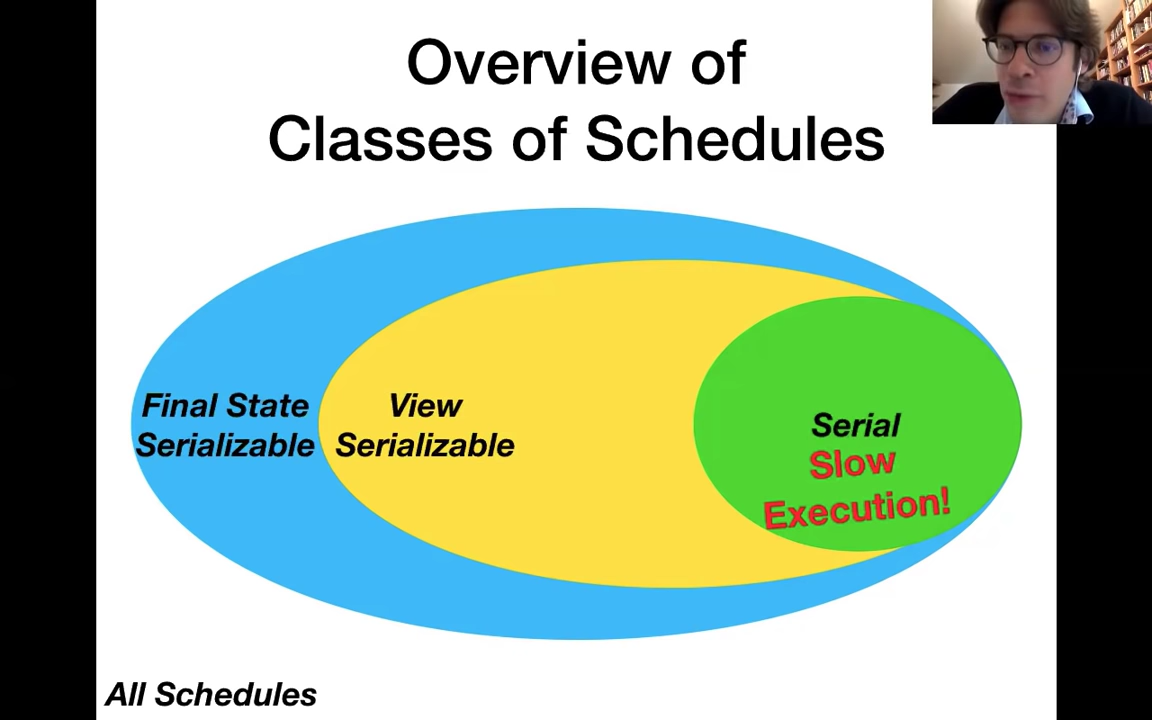 Overview of
Classes of Schedules
Final State
Serializable
View
Serializable
Serial
Slow
Execution!
All Schedules